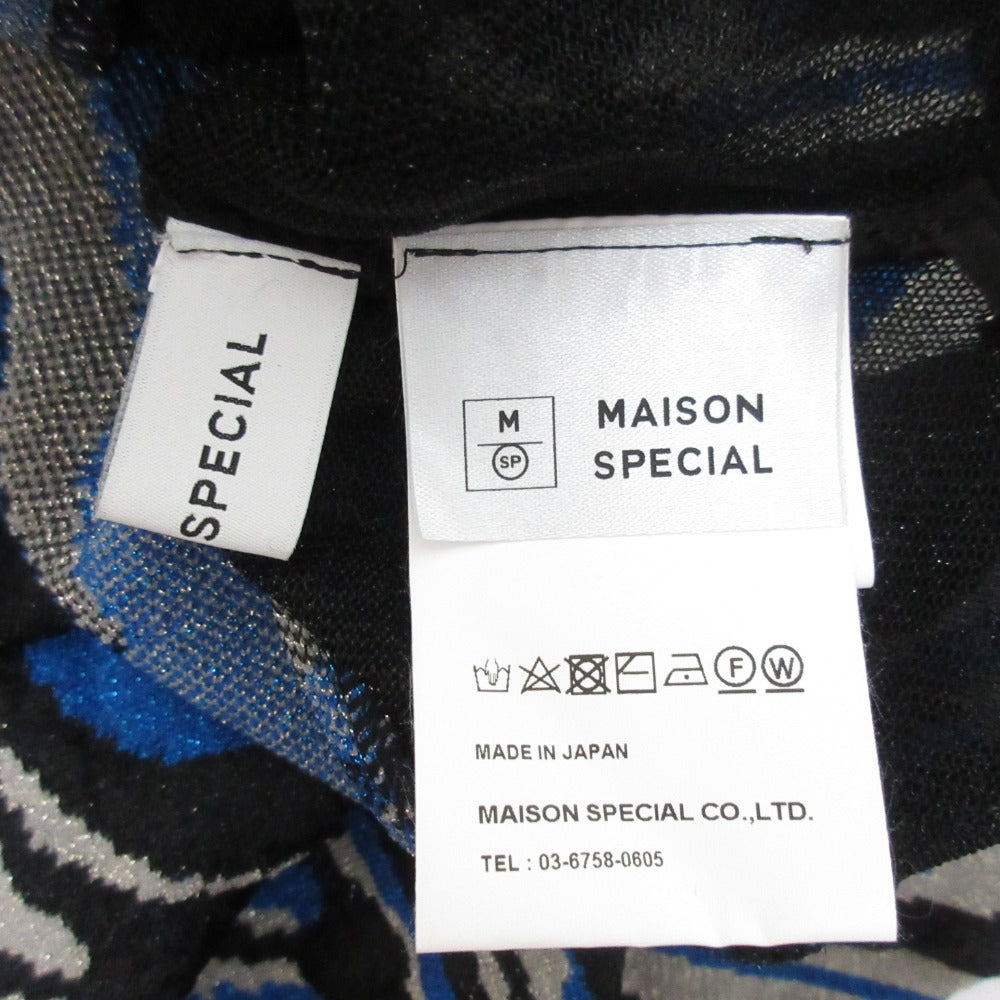 SPECIAL
M
SP
MAISON
SPECIAL
F W
MADE IN JAPAN
MAISON SPECIAL CO.,LTD.
TEL : 03-6758-0605